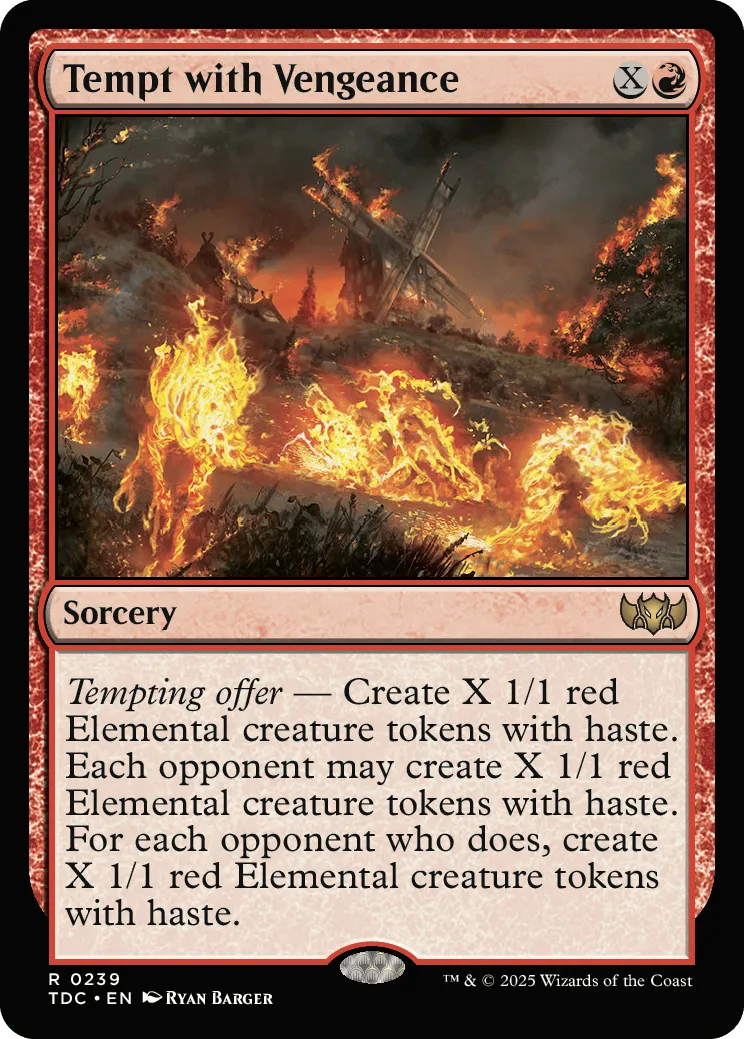 Tempt with Vengeance X
Sorcery
Tempting offer — Create X 1/1 red
Elemental creature tokens with haste.
Each opponent may create X 1/1 red
Elemental creature tokens with haste.
For each opponent who does, create
X 1/1 red Elemental creature tokens
with haste.
R 0239
TDC • EN Ryan Barger
™ & © 2025 Wizards of the Coast